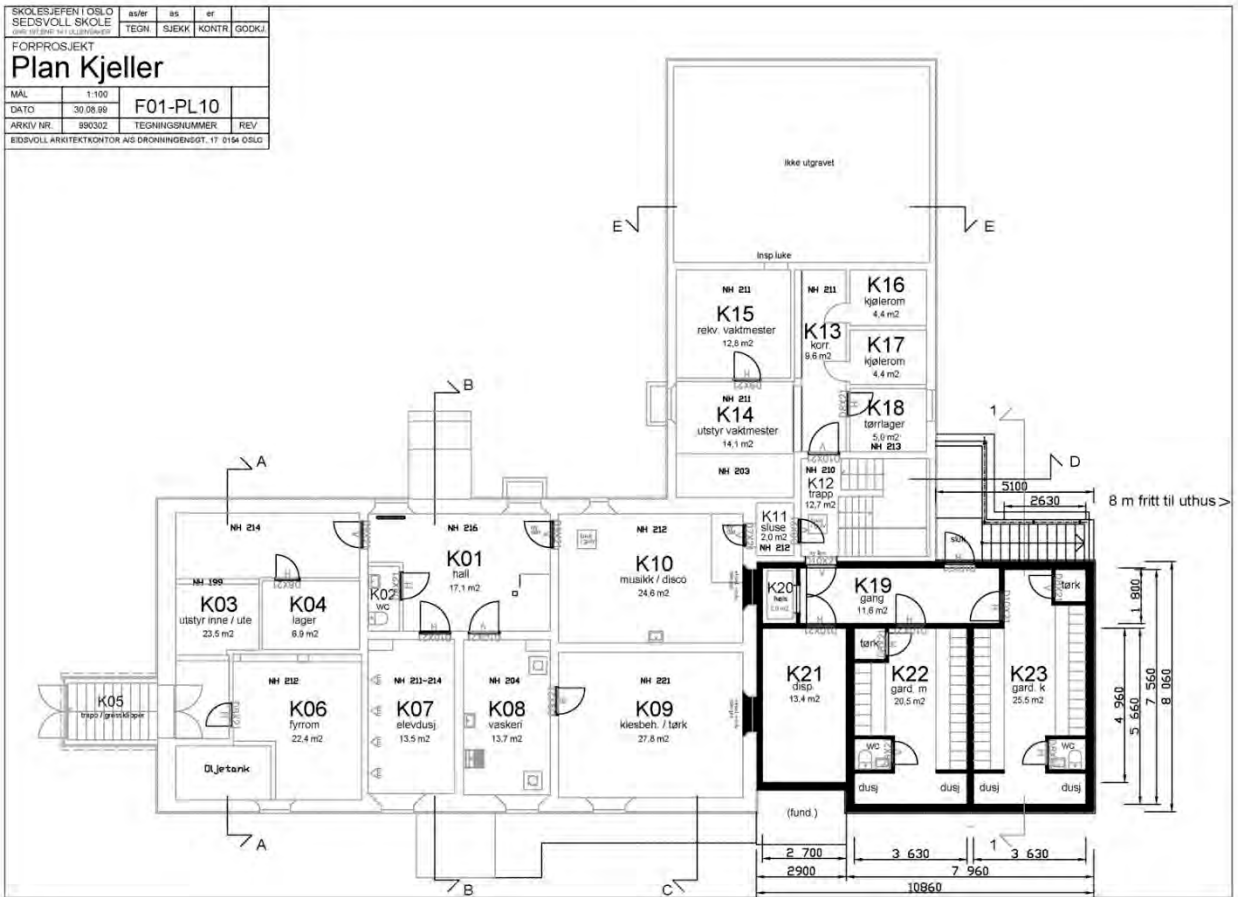 SKOLESJEFEN I OSLO
SEDSVOLL SKOLE
as/er as er
TEGN. SJEKK KONTR. GODKJ.
FORPROSJEKT
Plan Kjeller
MÅL 1:100
DATO 30.08.99
F01-PL10
ARKIV NR. 990302 TEGNINGSNUMMER REV
EIDSVOLL ARKITEKTKONTOR A/S DRONNINGENSGT. 17 0154 OSLO
Ikke utgravet
E E
Insp luke
NH 211
K15
rekv. vaktmester
12,8 m2
NH 211
K13
korr.
9,6 m2
K16
kjølerom
4,4 m2
K17
kjølerom
4,4 m2
NH 211
K14
utstyr vaktmester
14,1 m2
NH 203
K18
tørrlager
5,0 m2
NH 213
NH 210
K12
trapp
12,7 m2
1
D
5100
2630
8 m fritt til uthus >
A
B
NH 214
NH 216
K01
hall
17,1 m2
NH 212
K10
musikk / disco
24,6 m2
K11
sluse
2,0 m2
NH 212
sluk
NH 199
K03
utstyr inne / ute
23,5 m2
K04
lager
6,9 m2
K02
wc
K20
heis
K19
gang
11,6 m2
tørk
K05
NH 212
K06
fyrrom
22,4 m2
NH 211-214
K07
elevdusj
13,5 m2
NH 204
K08
vaskeri
13,7 m2
NH 221
K09
klesbeh. / tørk
27,8 m2
K21
disp.
13,4 m2
tørk
K22
gard. m
20,5 m2
K23
gard. k
25,5 m2
Oljetank
wc
wc
dusj dusj dusj dusj
(fund.)
1 800
4 960
5 660
7 560
8 060
A
B
C
1
2 700
3 630
3 630
2900
7 960
10860